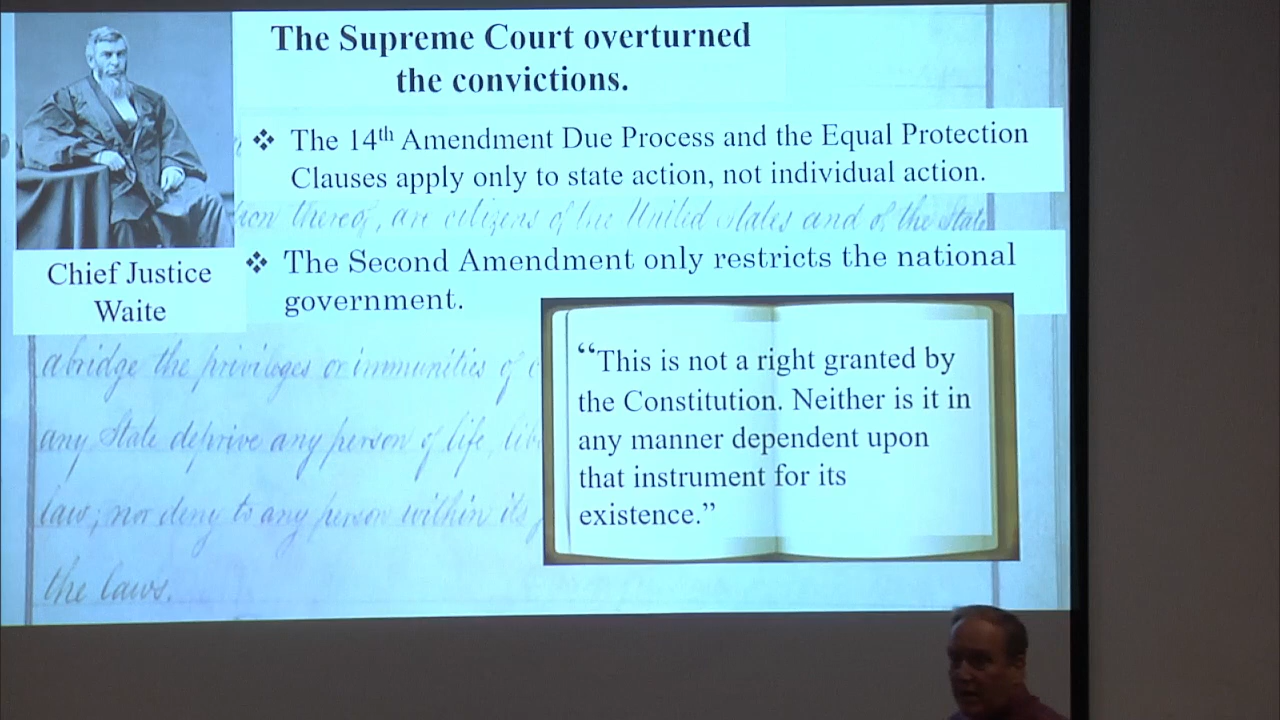 The Supreme Court overturned
the convictions.
❖ The 14th Amendment Due Process and the Equal Protection
Clauses apply only to state action, not individual action.
thereof, are citizens of the United States and of the State
Chief Justice
Waite
❖ The Second Amendment only restricts the national
government.
abridge the privileges or immunities of c
any State deprive any person of life, lib
law; nor deny to any person within its
the laws.
“This is not a right granted by
the Constitution. Neither is it in
any manner dependent upon
that instrument for its
existence.”